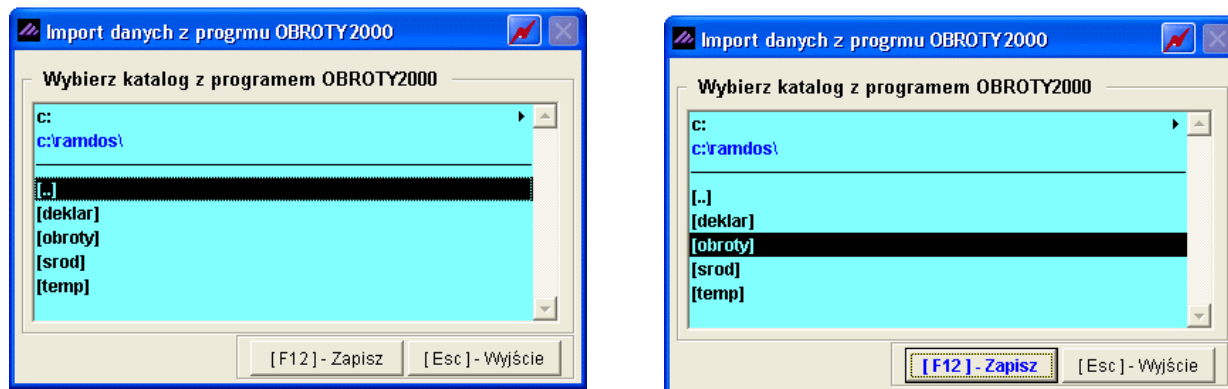 Import danych z progrmu OBROTY2000
Wybierz katalog z programem OBROTY2000
c:
c:\ramdos\
[..]
[deklar]
[obroty]
[srod]
[temp]
[ F12 ] - Zapisz
[ Esc ] - Wyjście
Import danych z progrmu OBROTY2000
Wybierz katalog z programem OBROTY2000
c:
c:\ramdos\
[..]
[deklar]
[obroty]
[srod]
[temp]
[ F12 ] - Zapisz
[ Esc ] - Wyjście